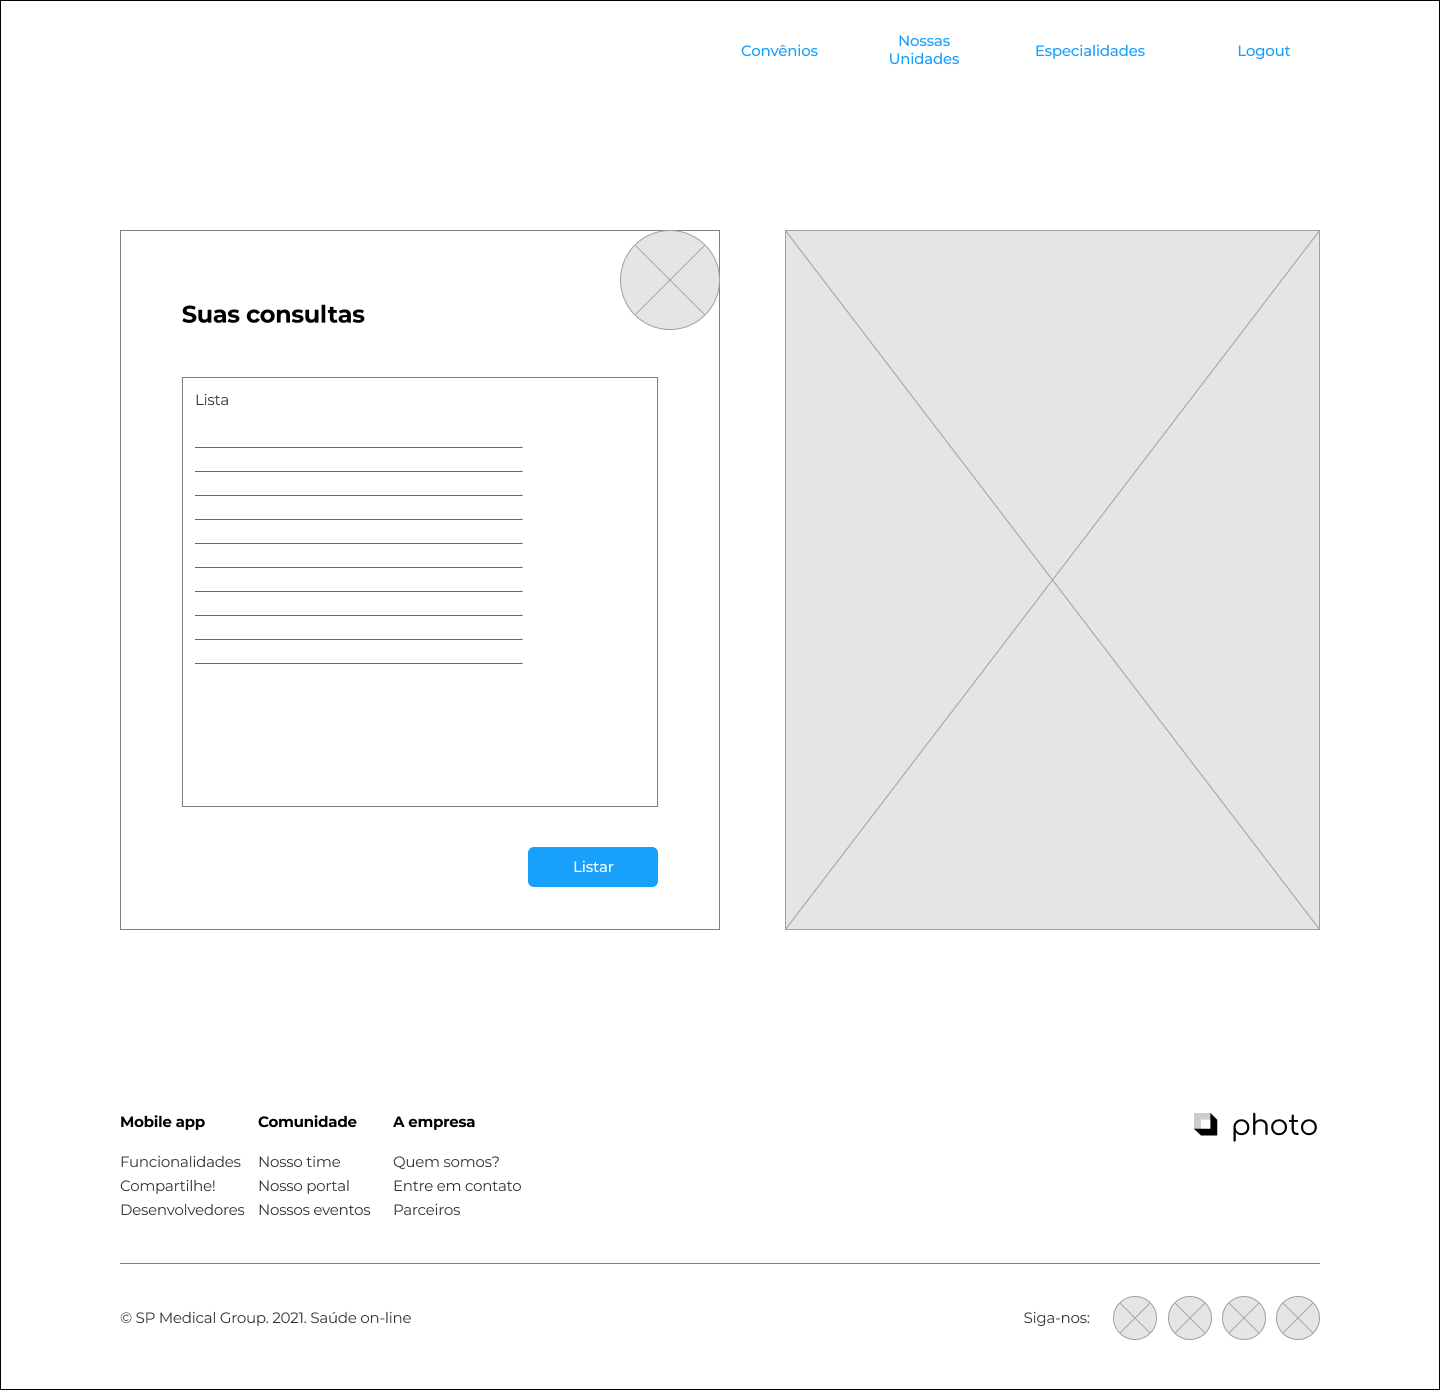 Convênios
Nossas
Unidades
Especialidades
Logout
Suas consultas
Lista
Listar
Mobile app
Funcionalidades
Compartilhe!
Desenvolvedores
Comunidade
Nosso time
Nosso portal
Nossos eventos
A empresa
Quem somos?
Entre em contato
Parceiros
photo
© SP Medical Group. 2021. Saúde on-line
Siga-nos: